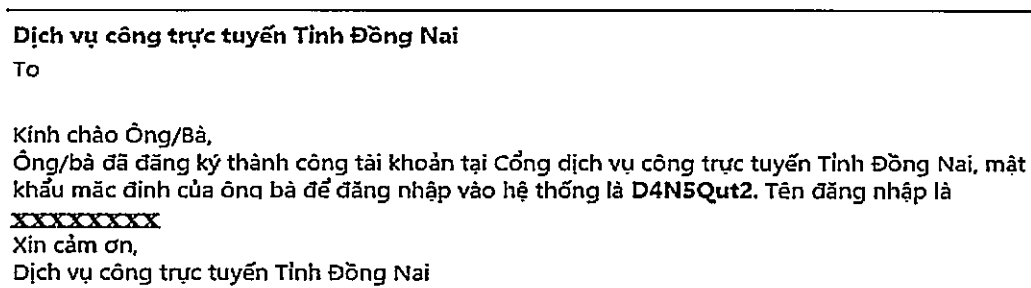 Dịch vụ công trực tuyến Tỉnh Đồng Nai
To
Kính chào Ông/Bà,
Ông/bà đã đăng ký thành công tài khoản tại Cổng dịch vụ công trực tuyến Tỉnh Đồng Nai, mật
khẩu mặc định của ông bà để đăng nhập vào hệ thống là D4N5Qut2. Tên đăng nhập là
XXXXXXXX
Xin cảm ơn,
Dịch vụ công trực tuyến Tỉnh Đồng Nai